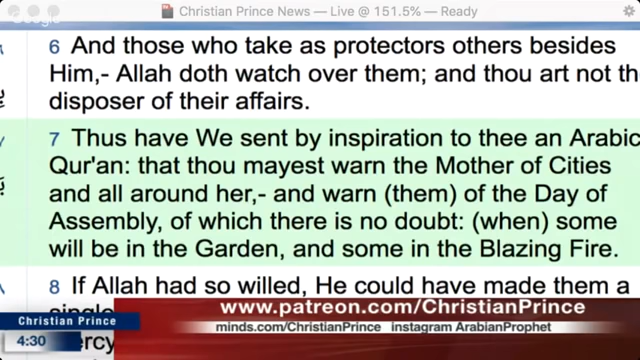 Christian Prince News — Live @ 151.5% — Ready
6 And those who take as protectors others besides
Him,- Allah doth watch over them; and thou art not the
disposer of their affairs.
7 Thus have We sent by inspiration to thee an Arabic
Qur'an: that thou mayest warn the Mother of Cities
and all around her,- and warn (them) of the Day of
Assembly, of which there is no doubt: (when) some
will be in the Garden, and some in the Blazing Fire.
8 If Allah had so willed, He could have made them a
www.patreon.com/ChristianPrince
Christian Prince
minds.com/ChristianPrince instagram ArabianProphet
4:30